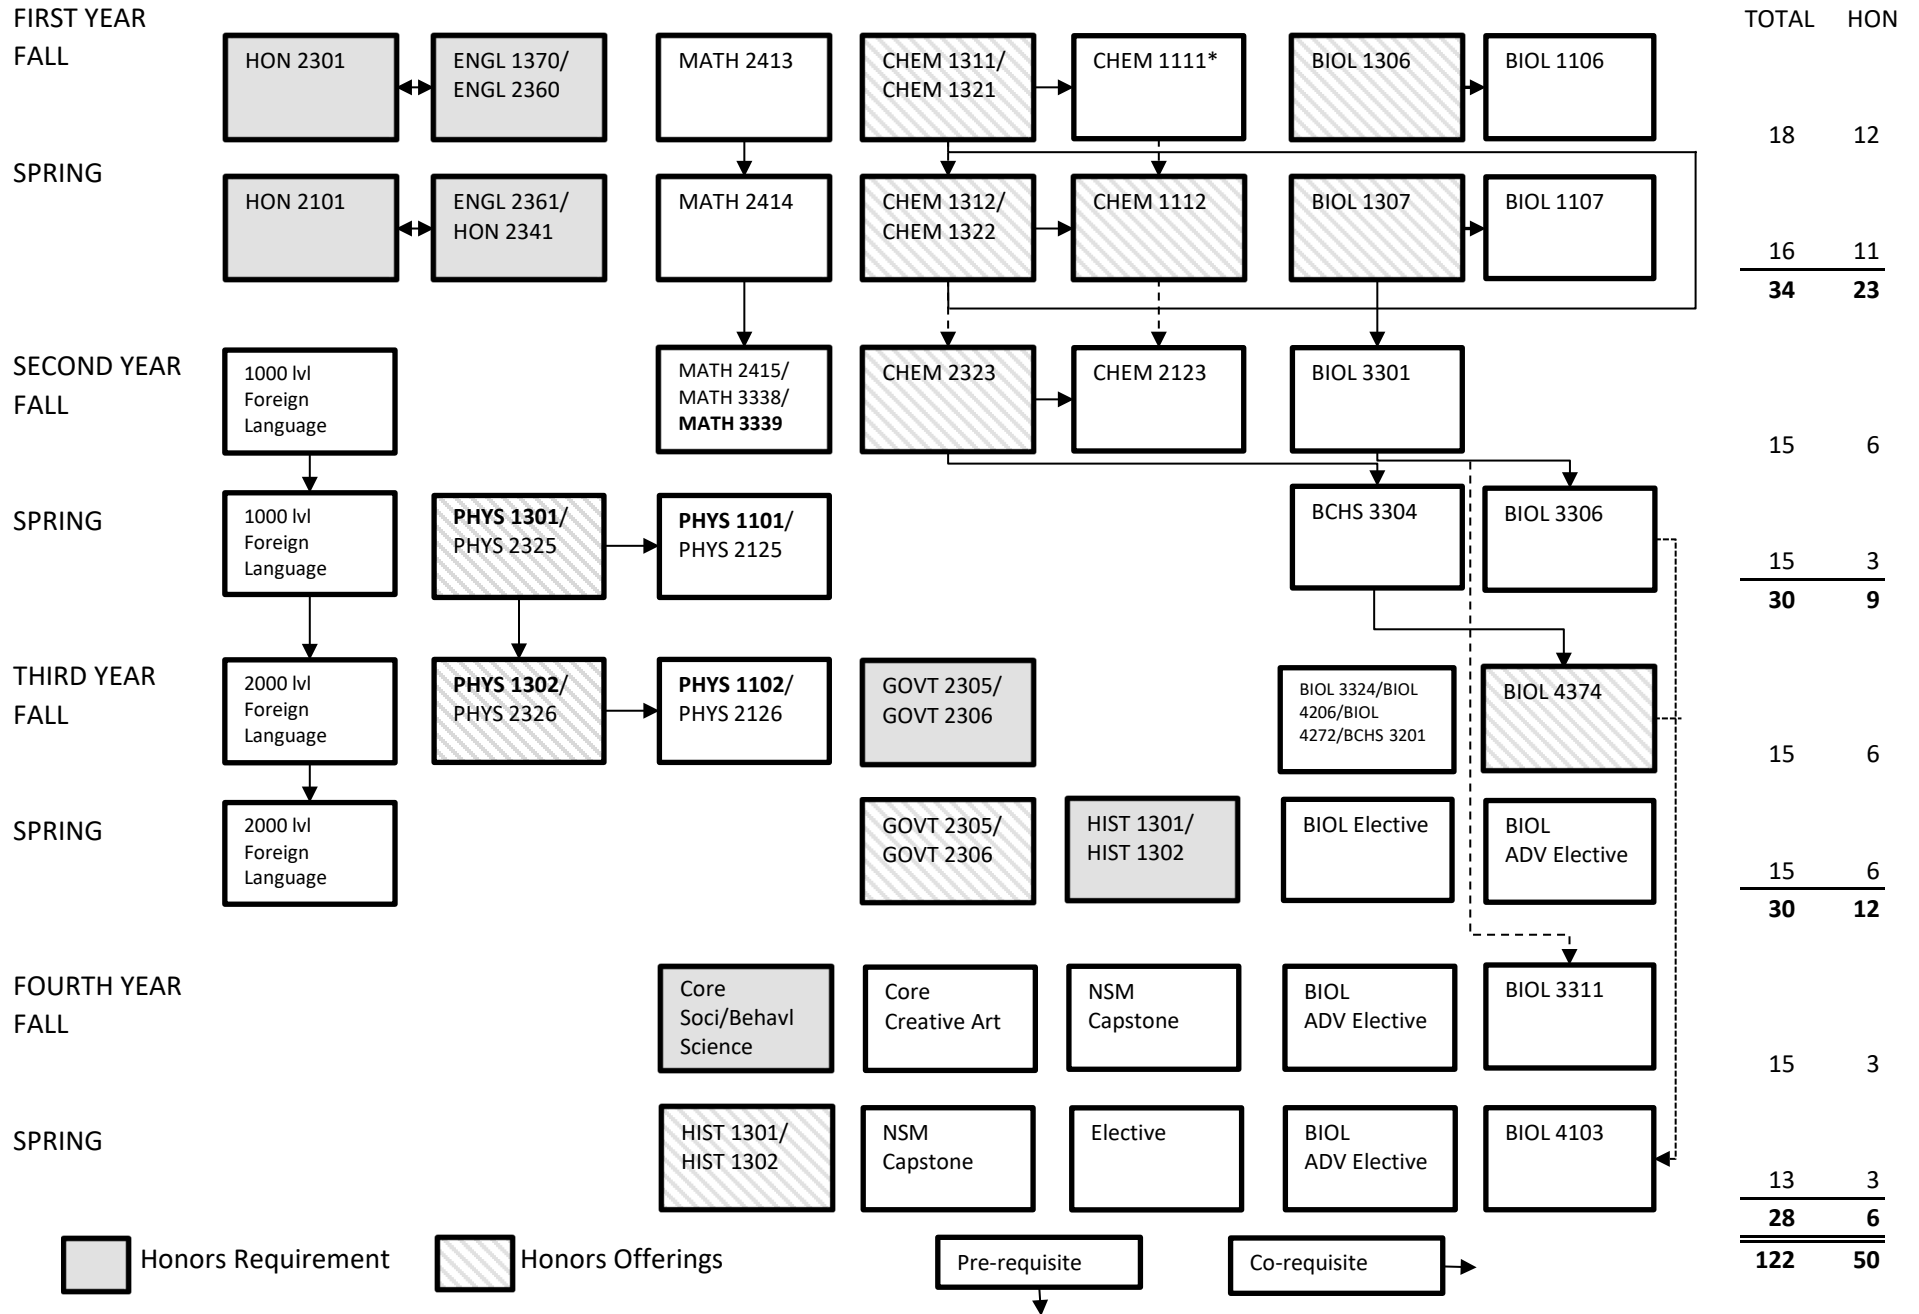 FIRST YEAR
FALL
TOTAL HON
HON 2301
ENGL 1370/
ENGL 2360
MATH 2413
CHEM 1311/
CHEM 1321
CHEM 1111*
BIOL 1306
BIOL 1106
18 12
SPRING
HON 2101
ENGL 2361/
HON 2341
MATH 2414
CHEM 1312/
CHEM 1322
CHEM 1112
BIOL 1307
BIOL 1107
16 11
34 23
SECOND YEAR
FALL
1000 lvl
Foreign
Language
MATH 2415/
MATH 3338/
MATH 3339
CHEM 2323
CHEM 2123
BIOL 3301
15 6
SPRING
1000 lvl
Foreign
Language
PHYS 1301/
PHYS 2325
PHYS 1101/
PHYS 2125
BCHS 3304
BIOL 3306
15 3
30 9
THIRD YEAR
FALL
2000 lvl
Foreign
Language
PHYS 1302/
PHYS 2326
PHYS 1102/
PHYS 2126
GOVT 2305/
GOVT 2306
BIOL 3324/BIOL
4206/BIOL
4272/BCHS 3201
BIOL 4374
15 6
SPRING
2000 lvl
Foreign
Language
GOVT 2305/
GOVT 2306
HIST 1301/
HIST 1302
BIOL Elective
BIOL
ADV Elective
15 6
30 12
FOURTH YEAR
FALL
Core
Soci/Behavl
Science
Core
Creative Art
NSM
Capstone
BIOL
ADV Elective
BIOL 3311
15 3
SPRING
HIST 1301/
HIST 1302
NSM
Capstone
Elective
BIOL
ADV Elective
BIOL 4103
13 3
28 6
122 50
Honors Requirement
Honors Offerings
Pre-requisite
Co-requisite